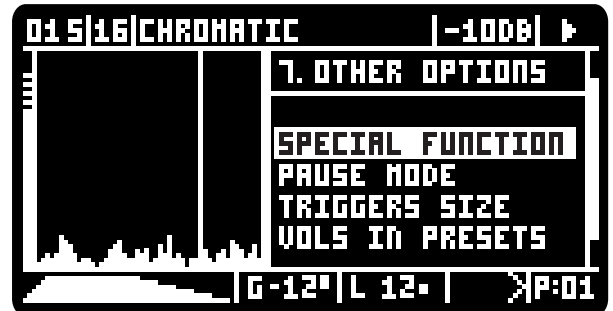 01 S 16 CHROMATIC -10DB
7. OTHER OPTIONS
SPECIAL FUNCTION
PAUSE MODE
TRIGGERS SIZE
VOLS IN PRESETS
G-12 L 12 P:01